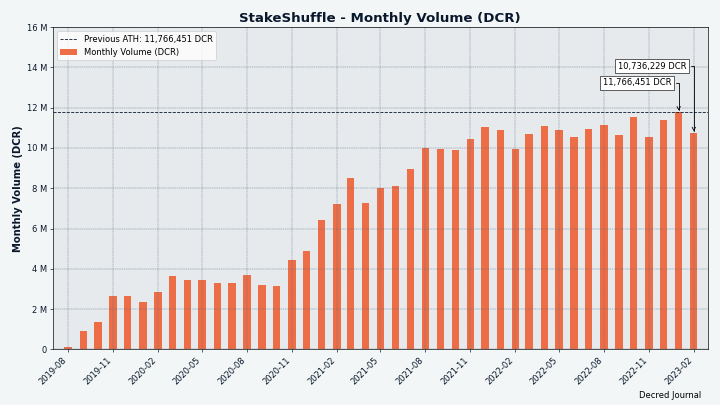 StakeShuffle - Monthly Volume (DCR)
Previous ATH: 11,766,451 DCR
Monthly Volume (DCR)
10,736,229 DCR
11,766,451 DCR
Monthly Volume (DCR)
16 M
14 M
12 M
10 M
8 M
6 M
4 M
2 M
0
2019-08
2019-11
2020-02
2020-05
2020-08
2020-11
2021-02
2021-05
2021-08
2021-11
2022-02
2022-05
2022-08
2022-11
2023-02
Decred Journal